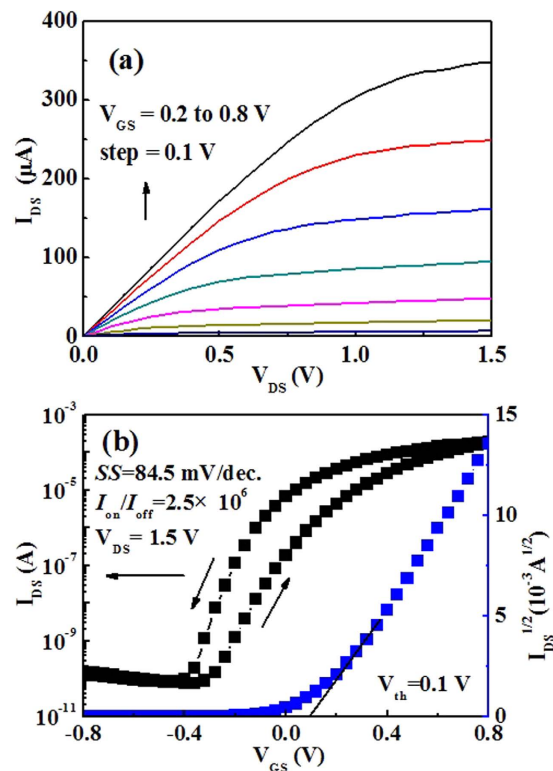 (a)
V_GS = 0.2 to 0.8 V
step = 0.1 V
I_DS (μA)
400
300
200
100
0
0.0 0.5 1.0 1.5
V_DS (V)
(b)
SS=84.5 mV/dec.
I_on/I_off=2.5× 10^6
V_DS = 1.5 V
V_th=0.1 V
I_DS (A)
10^-3
10^-5
10^-7
10^-9
10^-11
I_DS^1/2(10^-3A^1/2)
15
10
5
0
-0.8 -0.4 0.0 0.4 0.8
V_GS (V)